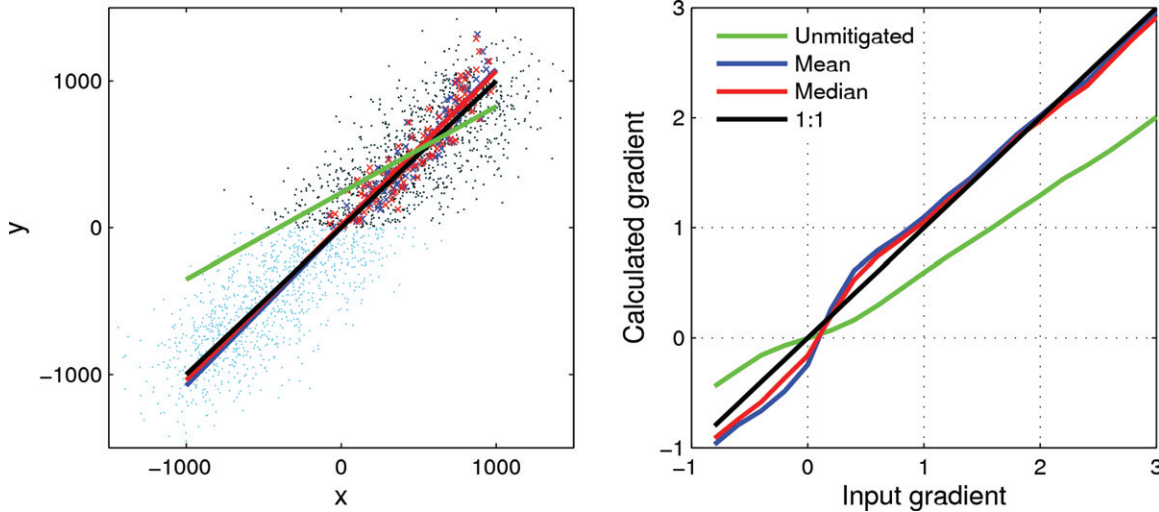 1000
0
−1000
y
−1000
0
1000
x
3
2
1
0
−1
Calculated gradient
Unmitigated
Mean
Median
1:1
−1
0
1
2
3
Input gradient